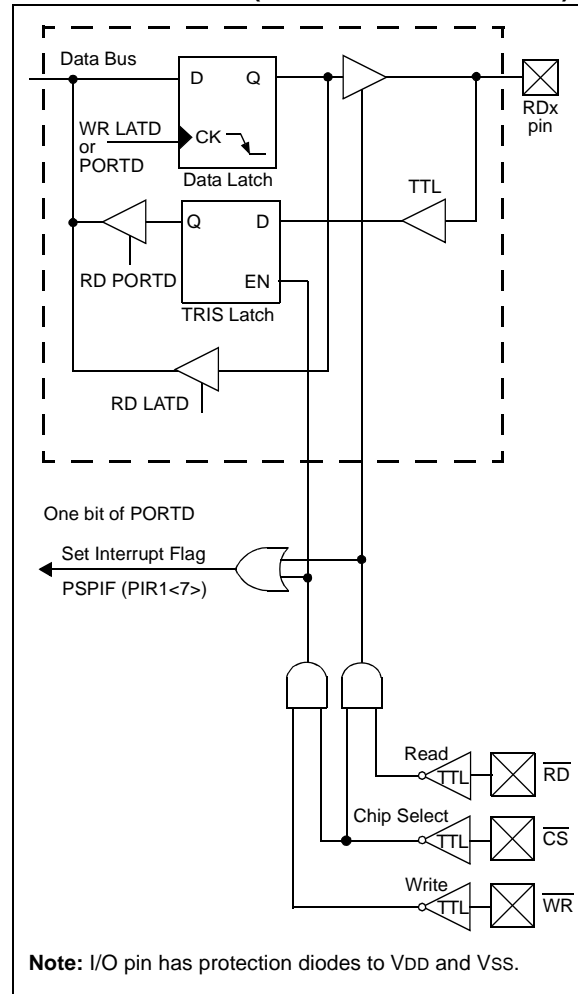 Data Bus
D Q
WR LATD
or
PORTD
CK
Data Latch
RDx
pin
TTL
Q D
RD PORTD
EN
TRIS Latch
RD LATD
One bit of PORTD
Set Interrupt Flag
PSPIF (PIR1<7>)
Read
TTL
RD
Chip Select
TTL
CS
Write
TTL
WR
Note: I/O pin has protection diodes to VDD and VSS.